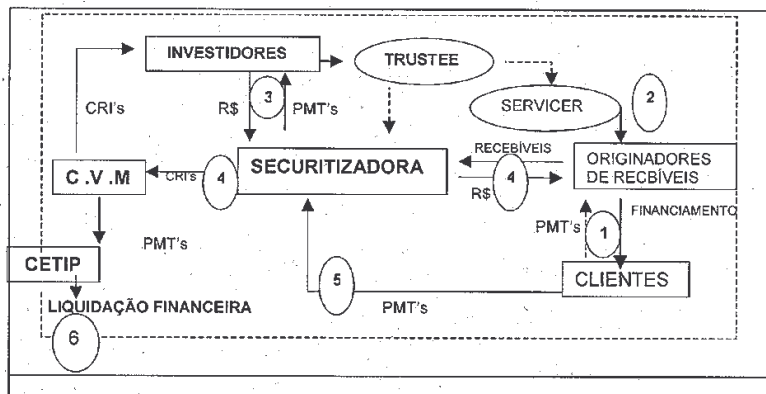 INVESTIDORES
TRUSTEE
3
SERVICER
2
CRI's
R$
PMT's
RECEBÍVEIS
C.V.M
CRI's
4
SECURITIZADORA
4
R$
ORIGINADORES
DE RECBÍVEIS
FINANCIAMENTO
PMT's
1
PMT's
CETIP
5
CLIENTES
LIQUIDAÇÃO FINANCEIRA
PMT's
6